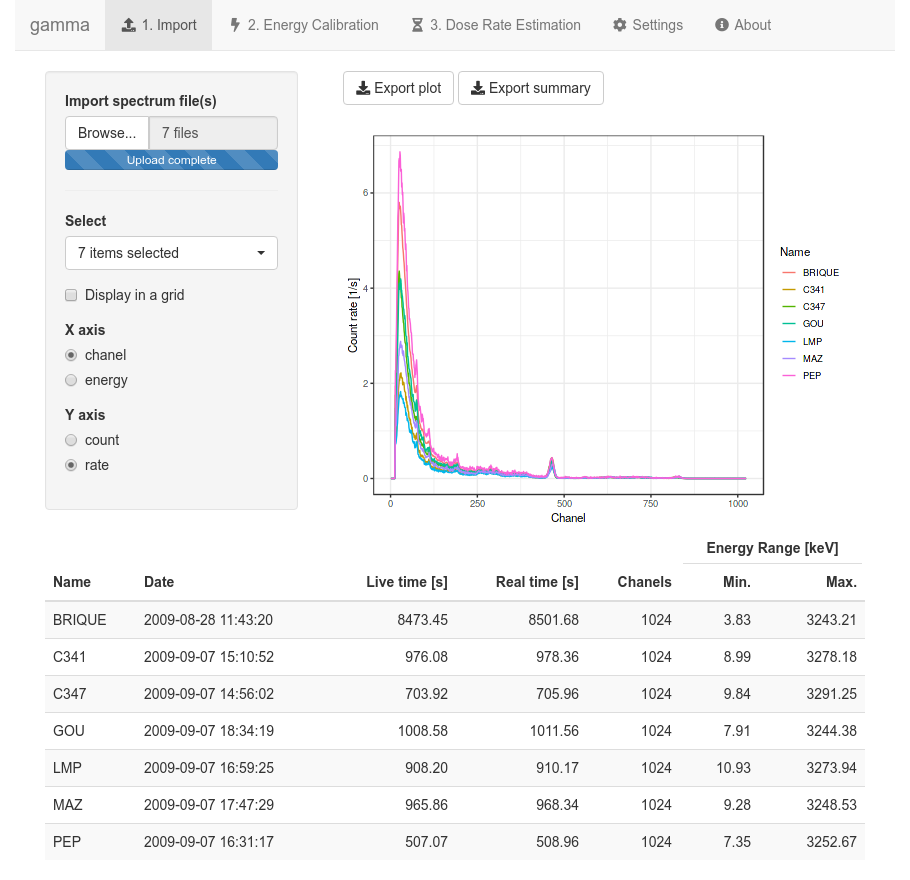 gamma 1. Import 2. Energy Calibration 3. Dose Rate Estimation Settings About
Import spectrum file(s)
Browse... 7 files
Upload complete
Select
7 items selected
Display in a grid
X axis
chanel
energy
Y axis
count
rate
Export plot Export summary
Count rate [1/s]
6
4
2
0
0 250 500 750 1000
Chanel
Name
BRIQUE
C341
C347
GOU
LMP
MAZ
PEP
Energy Range [keV]
Name Date Live time [s] Real time [s] Channels Min. Max.
BRIQUE 2009-08-28 11:43:20 8473.45 8501.68 1024 3.83 3243.21
C341 2009-09-07 15:10:52 976.08 978.36 1024 8.99 3278.18
C347 2009-09-07 14:56:02 703.92 705.96 1024 9.84 3291.25
GOU 2009-09-07 18:34:19 1008.58 1011.56 1024 7.91 3244.38
LMP 2009-09-07 16:59:25 908.20 910.17 1024 10.93 3273.94
MAZ 2009-09-07 17:47:29 965.86 968.34 1024 9.28 3248.53
PEP 2009-09-07 16:31:17 507.07 508.96 1024 7.35 3252.67